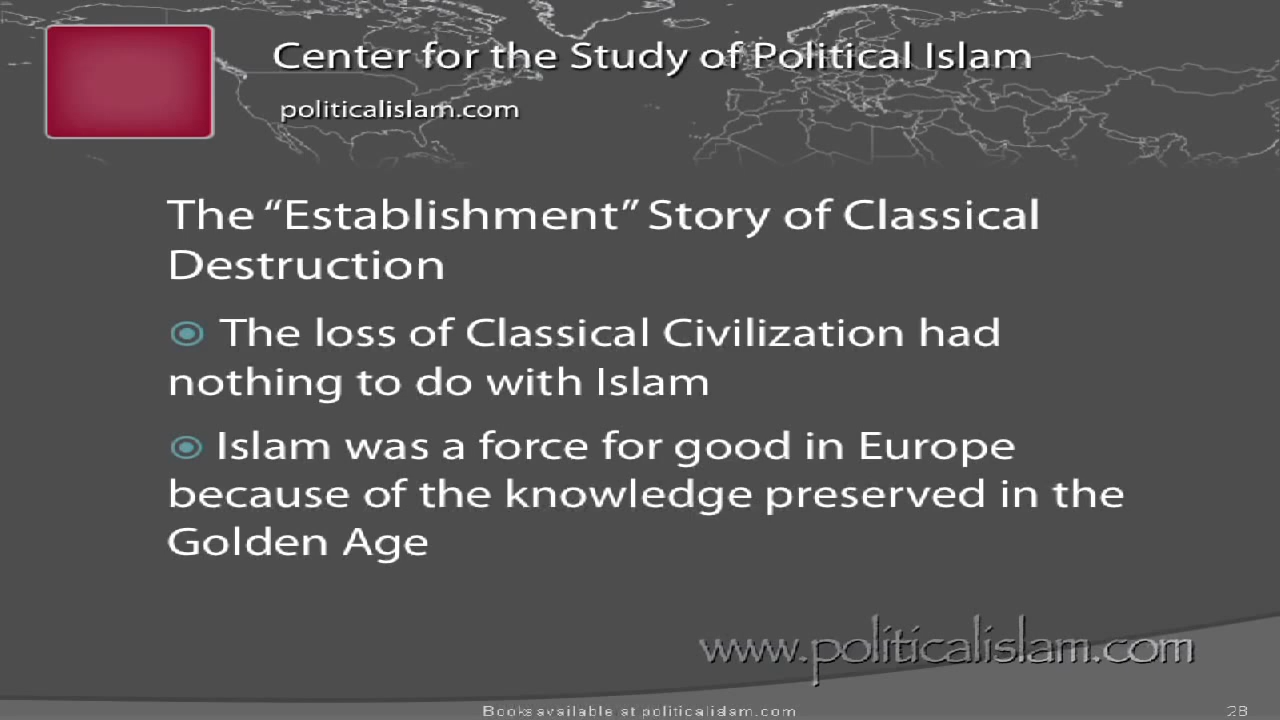 Center for the Study of Political Islam
politicalislam.com
The “Establishment” Story of Classical
Destruction
The loss of Classical Civilization had
nothing to do with Islam
Islam was a force for good in Europe
because of the knowledge preserved in the
Golden Age
www.politicalislam.com
Books available at politicalislam.com
28